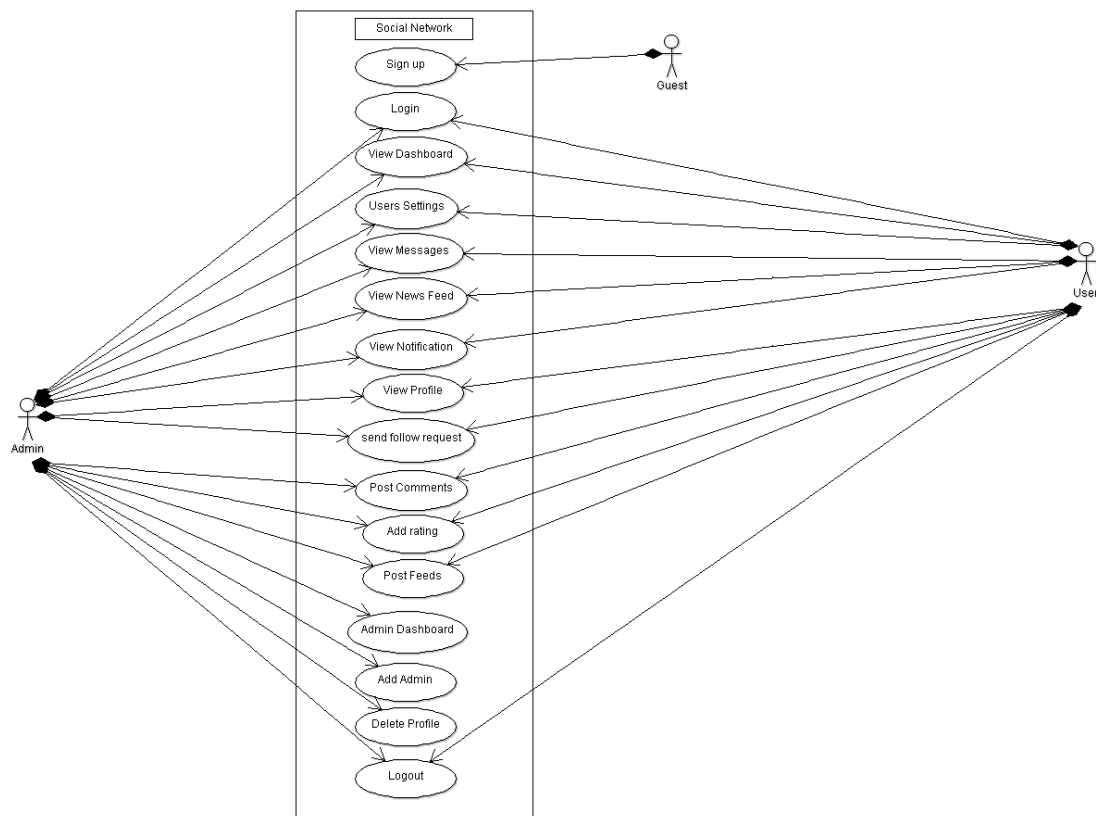 Social Network
Sign up
Guest
Login
View Dashboard
Users Settings
View Messages
User
View News Feed
View Notification
View Profile
send follow request
Admin
Post Comments
Add rating
Post Feeds
Admin Dashboard
Add Admin
Delete Profile
Logout